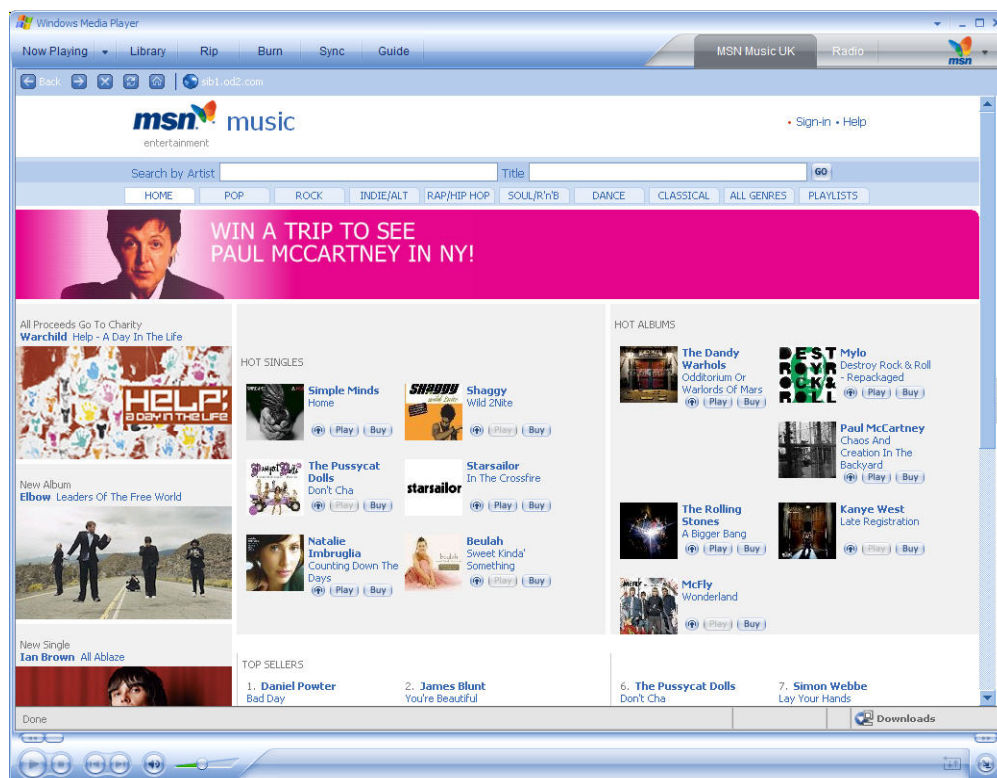 Windows Media Player
Now Playing
Library
Rip
Burn
Sync
Guide
MSN Music UK
Radio
msn
Back
sib1.od2.com
msn music
entertainment
• Sign-in • Help
Search by Artist
Title
GO
HOME
POP
ROCK
INDIE/ALT
RAP/HIP HOP
SOUL/R'n'B
DANCE
CLASSICAL
ALL GENRES
PLAYLISTS
WIN A TRIP TO SEE
PAUL MCCARTNEY IN NY!
All Proceeds Go To Charity
Warchild Help - A Day In The Life
HELP:
A DAY IN THE LIFE
New Album
Elbow Leaders Of The Free World
New Single
Ian Brown All Ablaze
HOT SINGLES
Simple Minds
Home
Play Buy
SHAGGY
Shaggy
Wild 2Nite
Play Buy
The Pussycat
Dolls
Don't Cha
Play Buy
starsailor
Starsailor
In The Crossfire
Play Buy
Natalie
Imbruglia
Counting Down The
Days
Play Buy
Beulah
Sweet Kinda'
Something
Play Buy
HOT ALBUMS
The Dandy
Warhols
Odditorium Or
Warlords Of Mars
Play Buy
DEST
ROY
ROCK &
ROLL
Mylo
Destroy Rock & Roll
- Repackaged
Play Buy
Paul McCartney
Chaos And
Creation In The
Backyard
Play Buy
The Rolling
Stones
A Bigger Bang
Play Buy
Kanye West
Late Registration
Play Buy
McFly
Wonderland
Play Buy
TOP SELLERS
1. Daniel Powter
Bad Day
2. James Blunt
You're Beautiful
6. The Pussycat Dolls
Don't Cha
7. Simon Webbe
Lay Your Hands
Done
Downloads